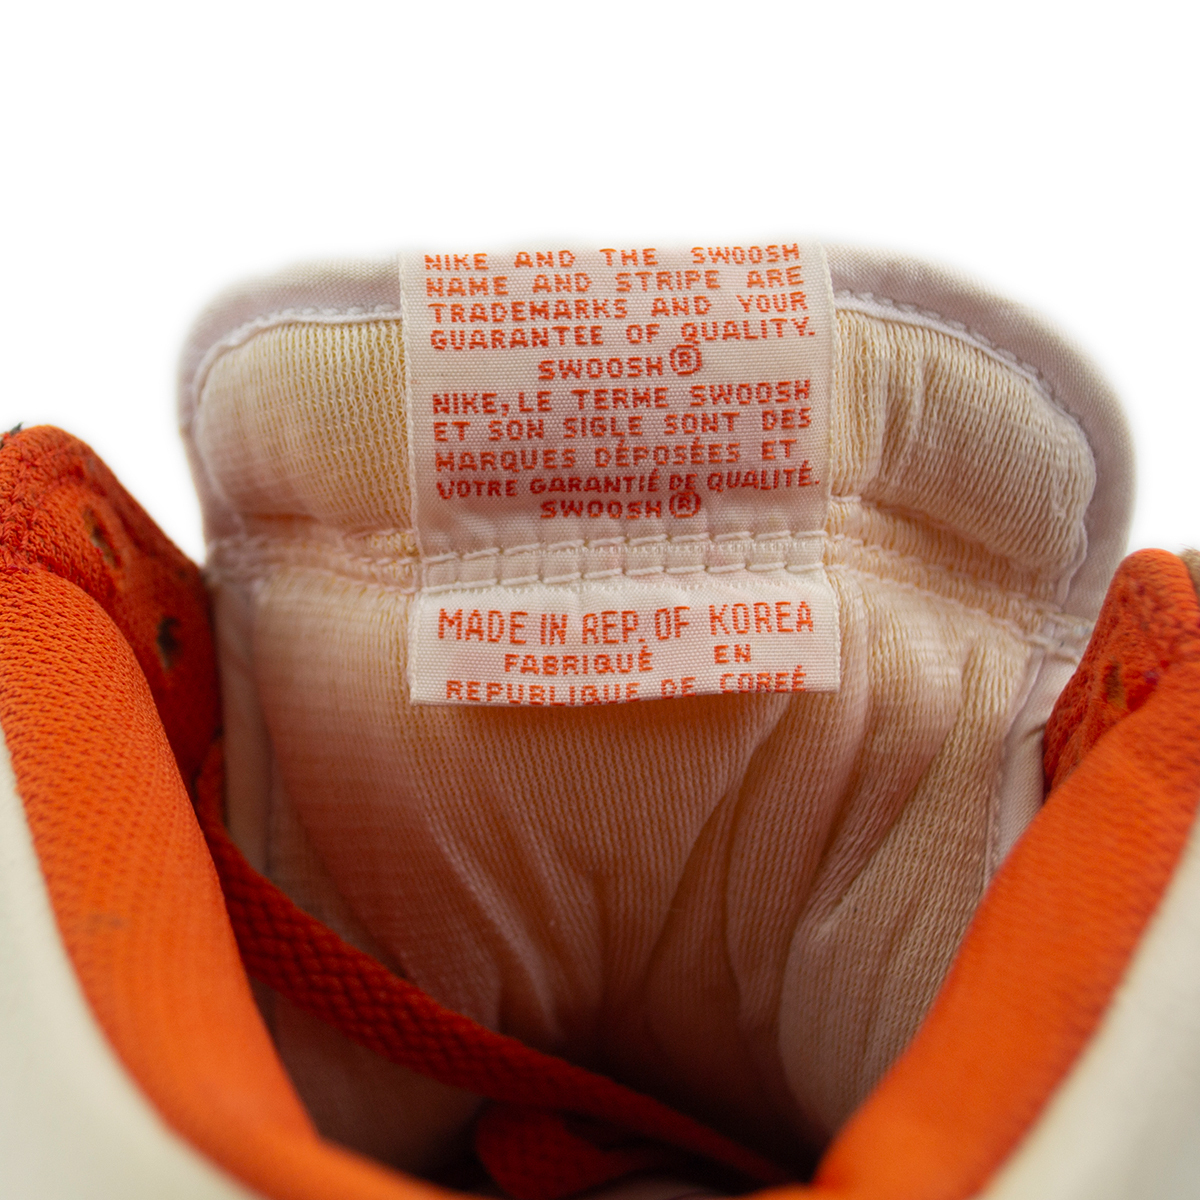 NIKE AND THE SWOOSH
NAME AND STRIPE ARE
TRADEMARKS AND YOUR
GUARANTEE OF QUALITY.
SWOOSH®
NIKE, LE TERME SWOOSH
ET SON SIGLE SONT DES
MARQUES DÉPOSÉES ET
VOTRE GARANTIÉ DE QUALITÉ.
SWOOSH®
MADE IN REP. OF KOREA
FABRIQUÉ EN
REPUBLIQUE DE COREÉ